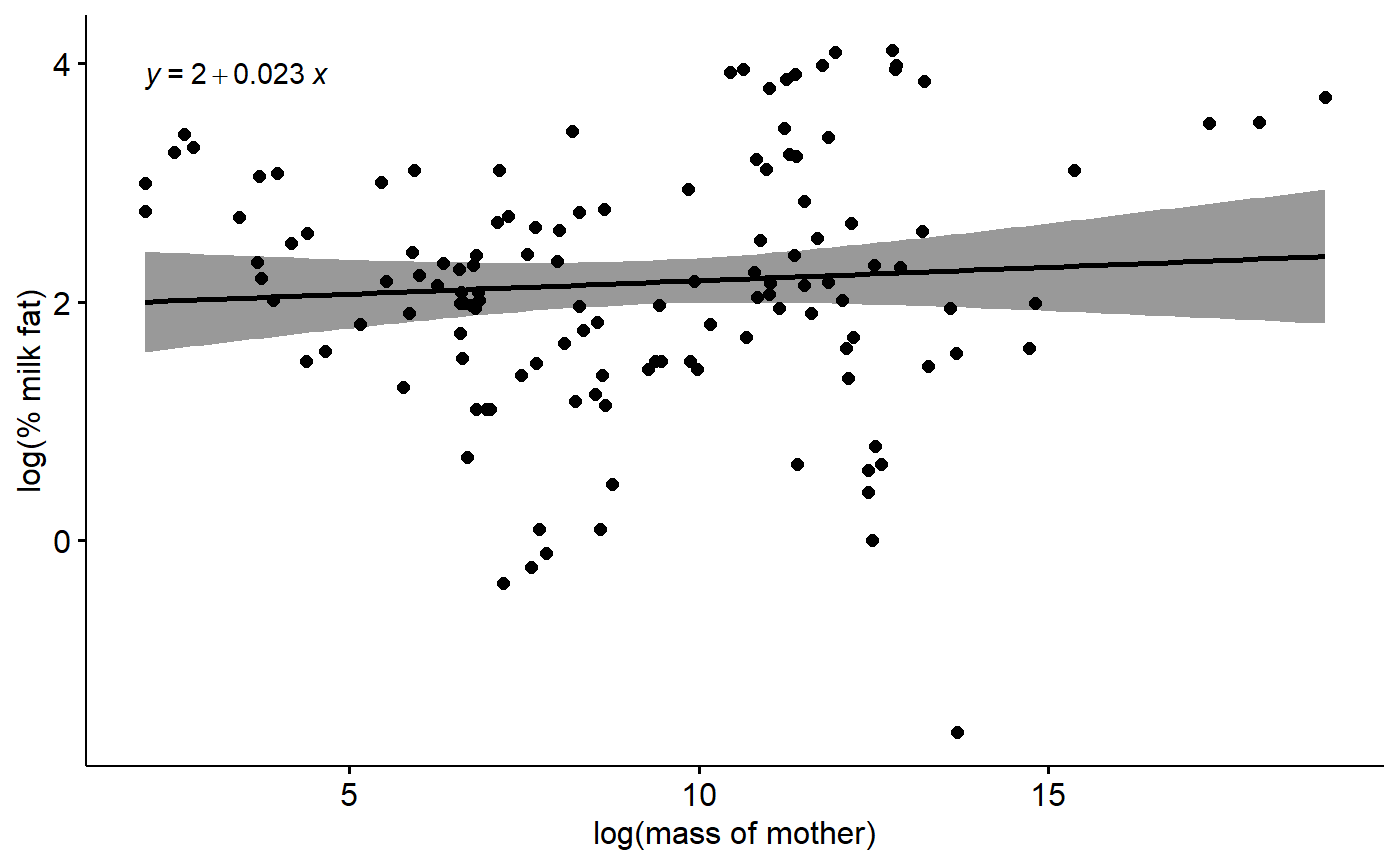 4
y = 2 + 0.023 x
2
0
log(% milk fat)
5 10 15
log(mass of mother)